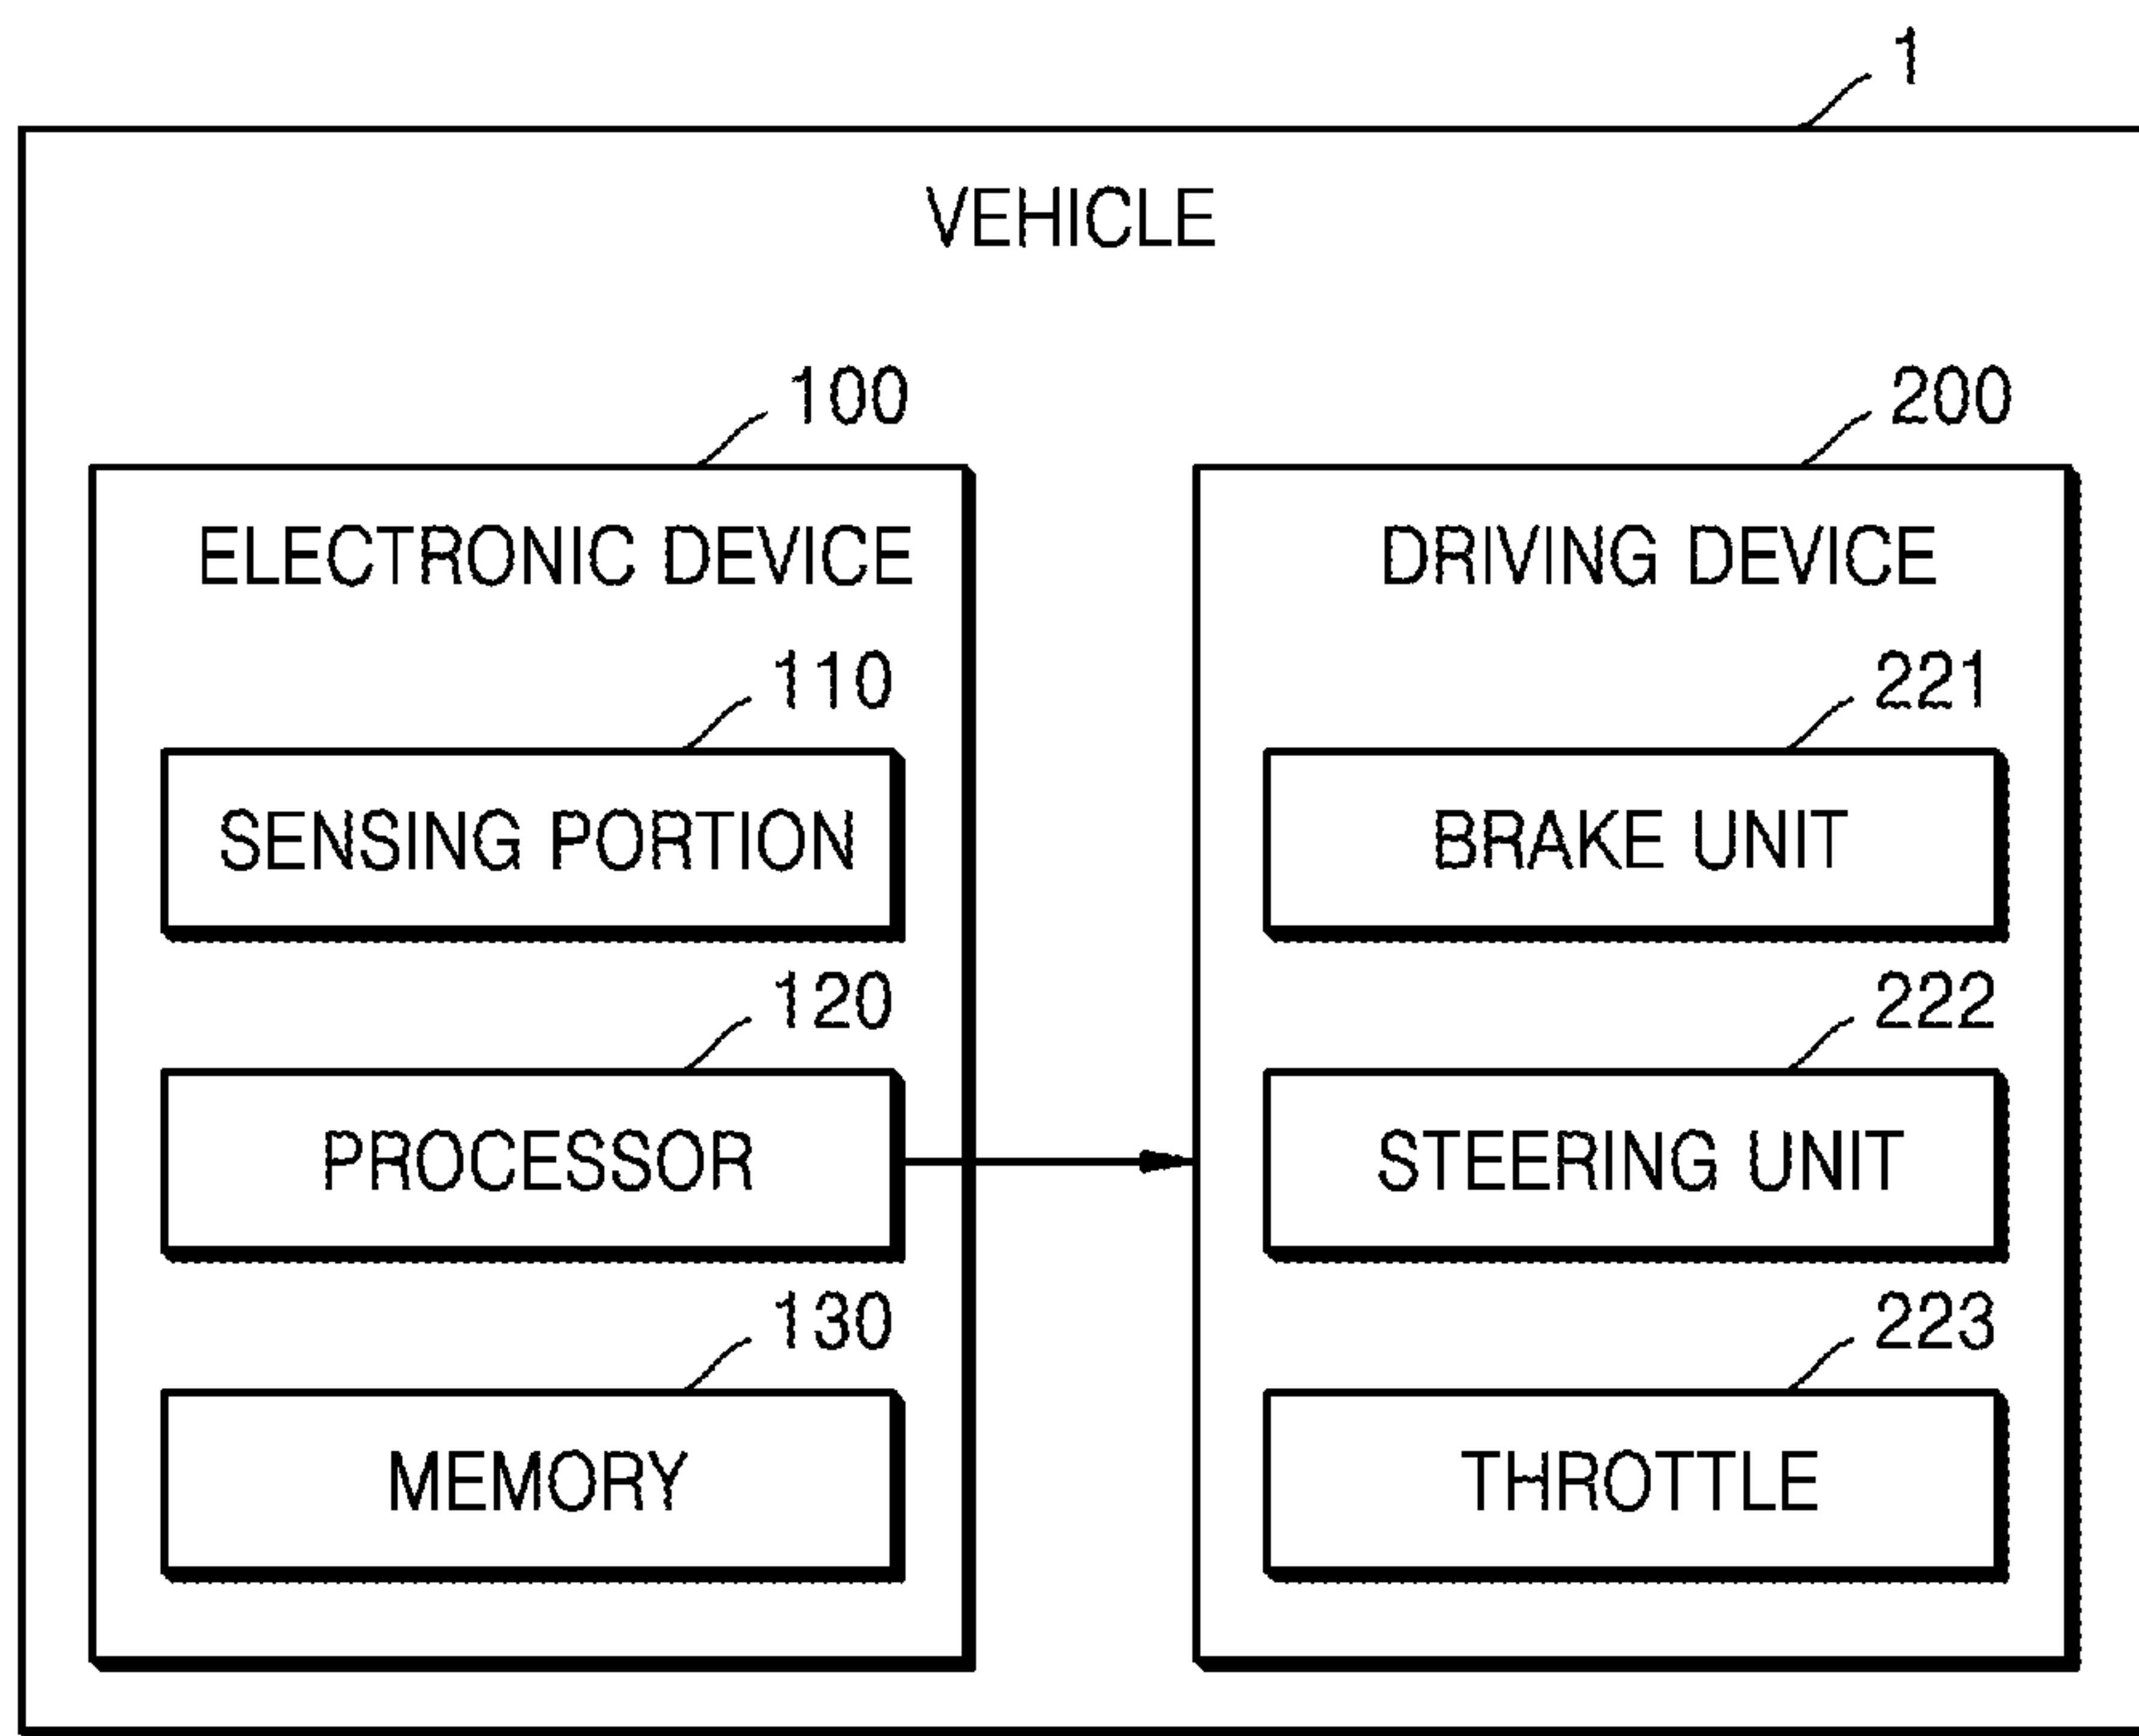 1
VEHICLE
100
ELECTRONIC DEVICE
110
SENSING PORTION
120
PROCESSOR
130
MEMORY
200
DRIVING DEVICE
221
BRAKE UNIT
222
STEERING UNIT
223
THROTTLE